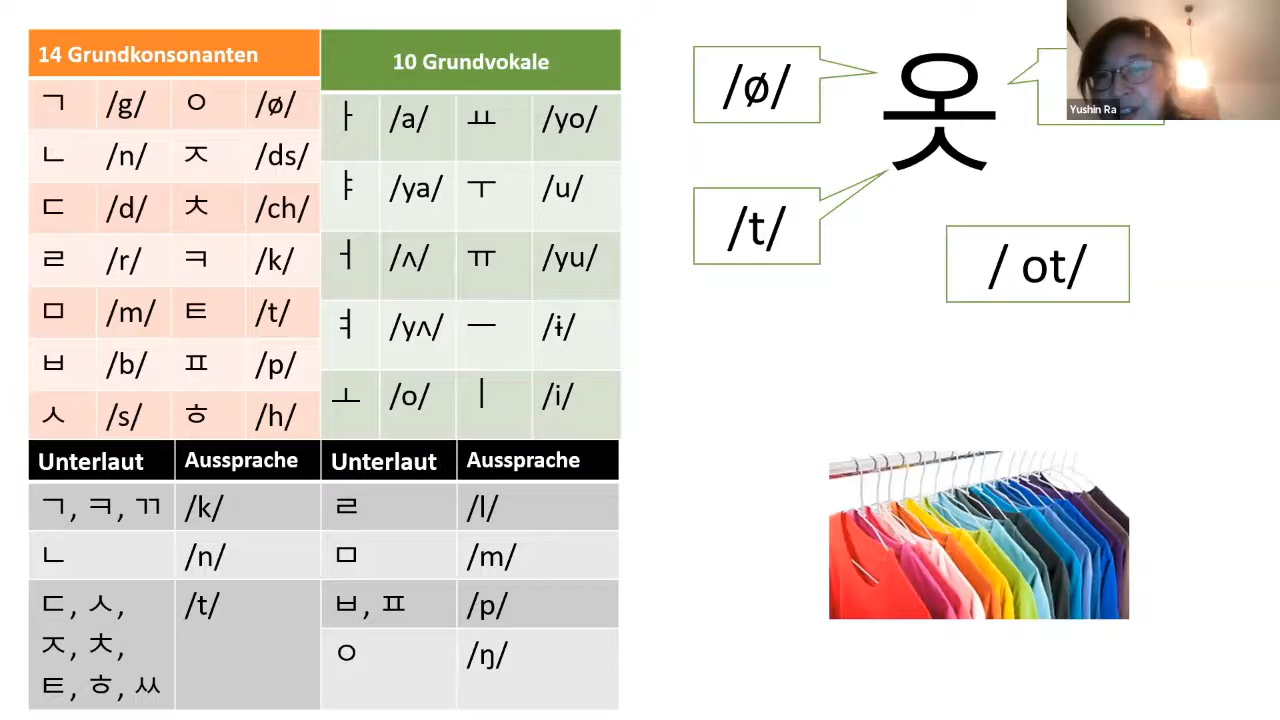 14 Grundkonsonanten
ㄱ /g/ ㅇ /ø/
ㄴ /n/ ㅈ /ds/
ㄷ /d/ ㅊ /ch/
ㄹ /r/ ㅋ /k/
ㅁ /m/ ㅌ /t/
ㅂ /b/ ㅍ /p/
ㅅ /s/ ㅎ /h/
10 Grundvokale
ㅏ /a/ ㅛ /yo/
ㅑ /ya/ ㅜ /u/
ㅓ /ʌ/ ㅠ /yu/
ㅕ /yʌ/ ㅡ /ɨ/
ㅗ /o/ ㅣ /i/
Unterlaut Aussprache Unterlaut Aussprache
ㄱ, ㅋ, ㄲ /k/ ㄹ /l/
ㄴ /n/ ㅁ /m/
ㄷ, ㅅ, /t/ ㅂ, ㅍ /p/
ㅈ, ㅊ, ㅇ /ŋ/
ㅌ, ㅎ, ㅆ
/ø/
옷
/t/
/ ot/
Yushin Ra